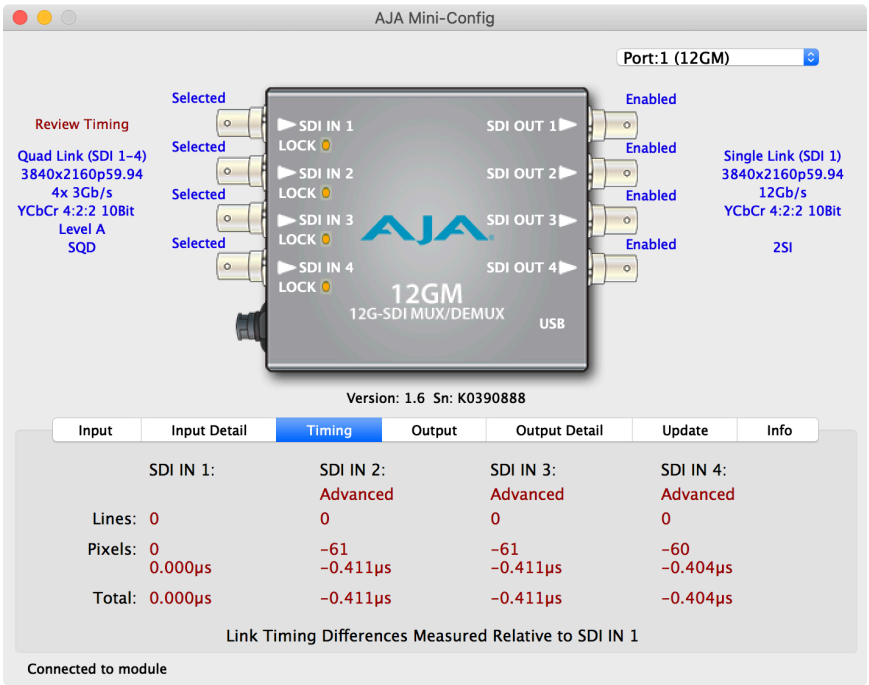 AJA Mini-Config
Port:1 (12GM)
Review Timing
Quad Link (SDI 1-4)
3840x2160p59.94
4x 3Gb/s
YCbCr 4:2:2 10Bit
Level A
SQD
Selected
Selected
Selected
Selected
SDI IN 1
LOCK
SDI IN 2
LOCK
SDI IN 3
LOCK
SDI IN 4
LOCK
SDI OUT 1
SDI OUT 2
SDI OUT 3
SDI OUT 4
AJA
12GM
12G-SDI MUX/DEMUX
USB
Enabled
Enabled
Enabled
Enabled
Single Link (SDI 1)
3840x2160p59.94
12Gb/s
YCbCr 4:2:2 10Bit
2SI
Version: 1.6 Sn: K0390888
Input Input Detail Timing Output Output Detail Update Info
SDI IN 1: SDI IN 2: SDI IN 3: SDI IN 4:
Advanced Advanced Advanced
Lines: 0 0 0 0
Pixels: 0 -61 -61 -60
0.000µs -0.411µs -0.411µs -0.404µs
Total: 0.000µs -0.411µs -0.411µs -0.404µs
Link Timing Differences Measured Relative to SDI IN 1
Connected to module